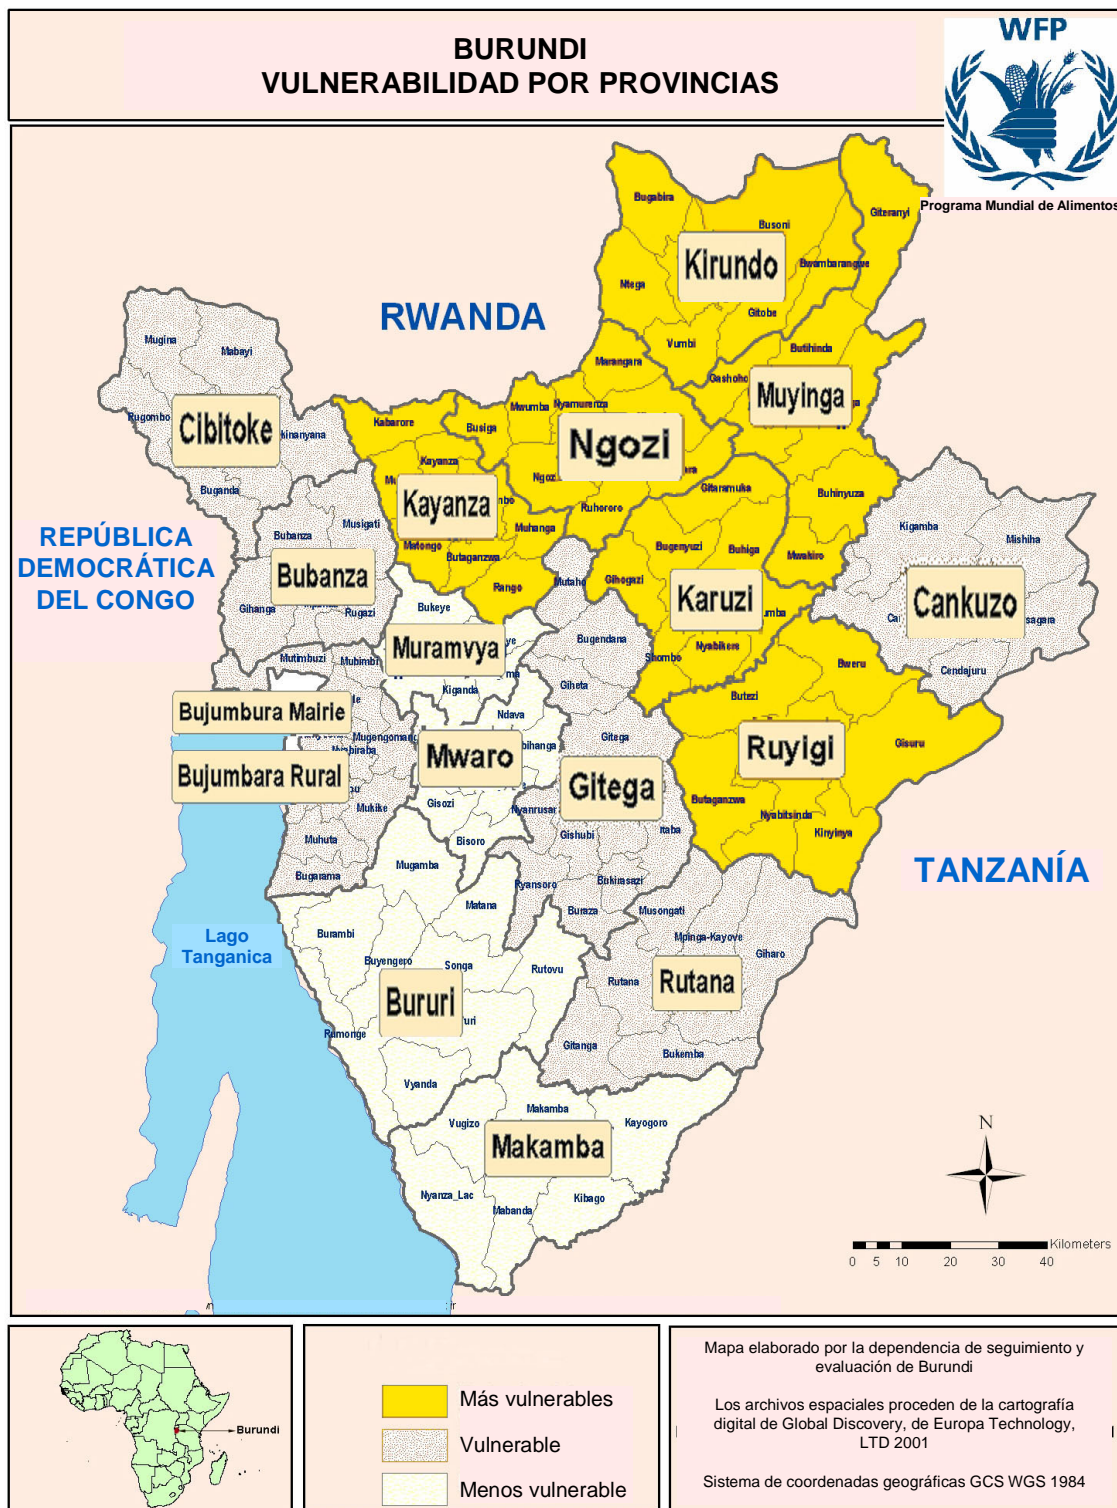 BURUNDI
VULNERABILIDAD POR PROVINCIAS
WFP
Programa Mundial de Alimentos
Bugabira
Busoni
Giteranyi
Kirundo
Bwambarangwe
Ntega
Gitobe
RWANDA
Vumbi
Butihinda
Mugina
Mabayi
Marangara
Gashoho
Muyinga
Rugombo
Cibitoke
Kabarore
Busiga
Mwumba
Nyamurenza
Ngozi
Kayanza
Gitaramuka
Buganda
Kayanza
Ruhororo
Buhinyuza
Musigati
Bubanza
Muhanga
Kigamba
Mishiha
REPÚBLICA
DEMOCRÁTICA
DEL CONGO
Bubanza
Matongo
Butaganzwa
Bugenyuzi
Buhiga
Mwakiro
Gihanga
Rugazi
Rango
Mutaho
Gihogazi
Karuzi
Cankuzo
Bukeye
Muramvya
Bugendana
Nyabikere
Shombo
Mutimbuzi
Mubimbi
Kiganda
Giheta
Bweru
Cendajuru
Butezi
Bujumbura Mairie
Ndava
Mugengomang
Gitega
Ruyigi
Gisuru
Bujumbara Rural
Mwaro
Gitega
Mukike
Gisozi
Nyanrusar
Butaganzwa
Nyabitsinda
Kinyinya
Muhuta
Bisoro
Gishubi
Itaba
Bugarama
Mugamba
Ryansoro
Bukirasazi
TANZANÍA
Matana
Buraza
Musongati
Lago
Tanganica
Burambi
Mpinga-Kayove
Giharo
Buyengero
Songa
Rutovu
Rutana
Rutana
Bururi
Rumonge
Gitanga
Bukemba
Vyanda
Vugizo
Makamba
Kayogoro
Makamba
Nyanza_Lac
Mabanda
Kibago
N
Kilometers
0 5 10 20 30 40
Burundi
Más vulnerables
Vulnerable
Menos vulnerable
Mapa elaborado por la dependencia de seguimiento y
evaluación de Burundi
Los archivos espaciales proceden de la cartografía
digital de Global Discovery, de Europa Technology,
LTD 2001
Sistema de coordenadas geográficas GCS WGS 1984